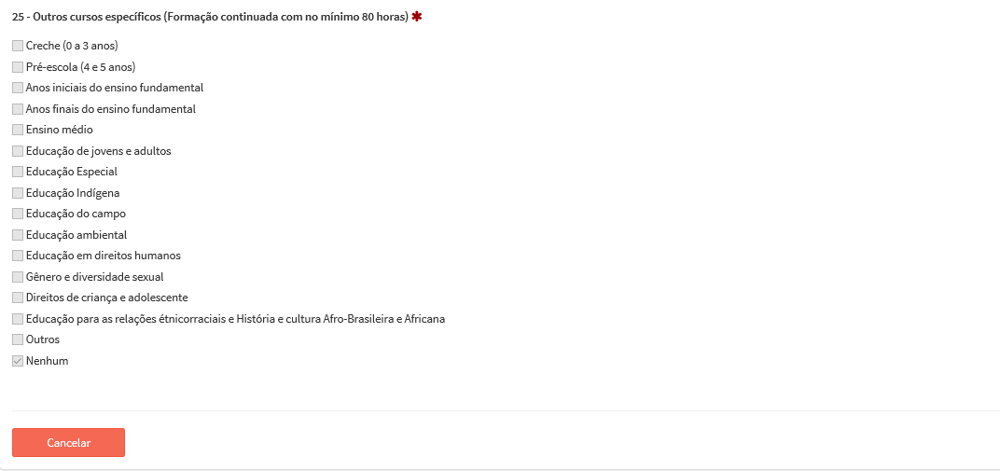 25 - Outros cursos específicos (Formação continuada com no mínimo 80 horas) ✱
Creche (0 a 3 anos)
Pré-escola (4 e 5 anos)
Anos iniciais do ensino fundamental
Anos finais do ensino fundamental
Ensino médio
Educação de jovens e adultos
Educação Especial
Educação Indígena
Educação do campo
Educação ambiental
Educação em direitos humanos
Gênero e diversidade sexual
Direitos de criança e adolescente
Educação para as relações étnicorraciais e História e cultura Afro-Brasileira e Africana
Outros
Nenhum
Cancelar